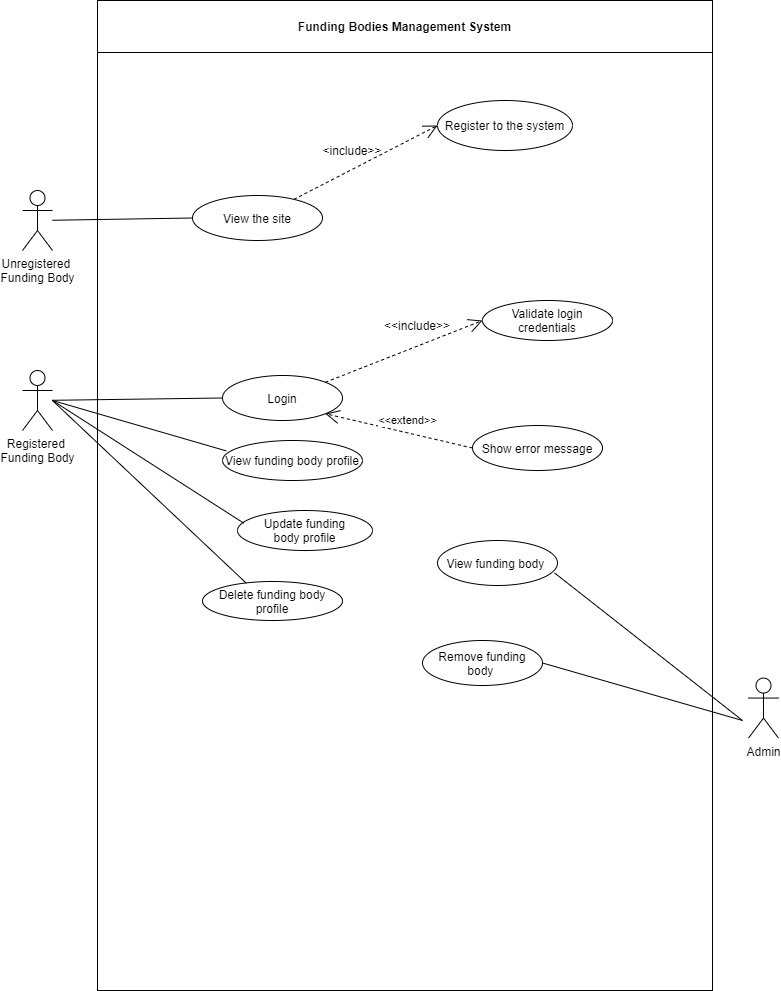 Funding Bodies Management System
Register to the system
<include>>
View the site
Unregistered
Funding Body
Validate login
credentials
<<include>>
Login
<<extend>>
Show error message
Registered
Funding Body
View funding body profile
Update funding
body profile
View funding body
Delete funding body
profile
Remove funding
body
Admin